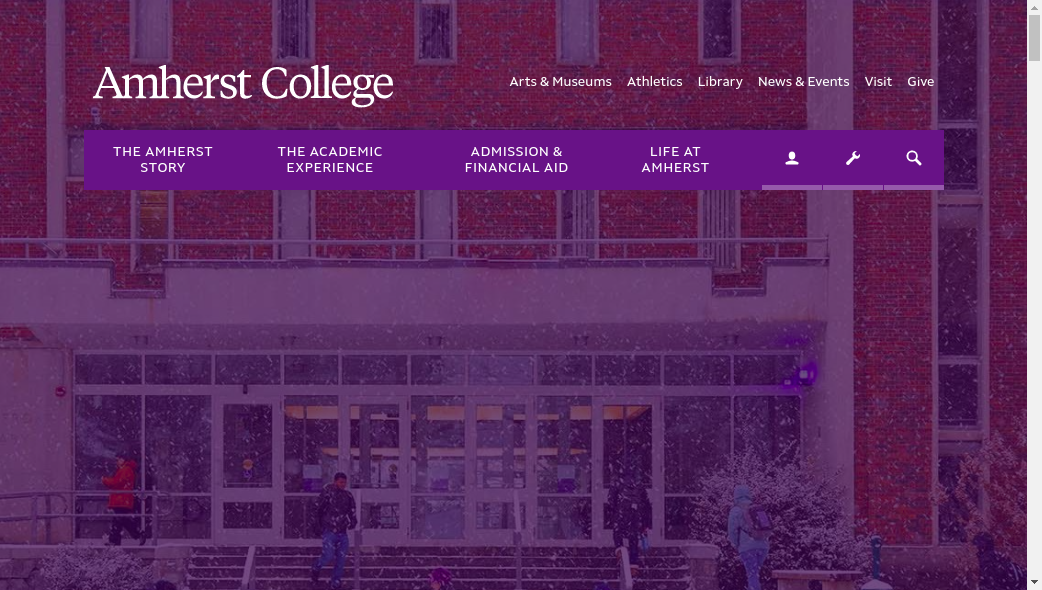 Amherst College
Arts & Museums Athletics Library News & Events Visit Give
THE AMHERST
STORY
THE ACADEMIC
EXPERIENCE
ADMISSION &
FINANCIAL AID
LIFE AT
AMHERST